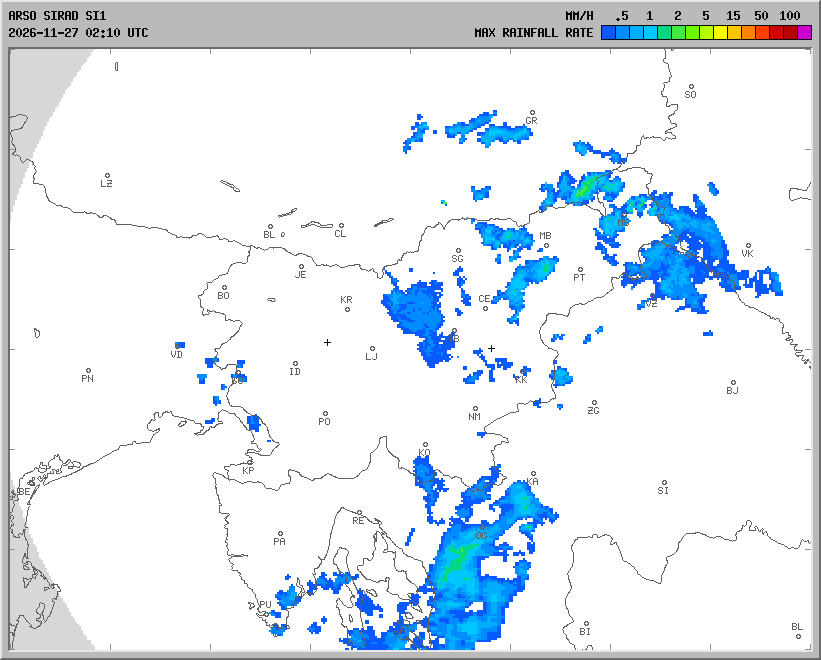 ARSO SIRAD SI1
MM/H .5 1 2 5 15 50 100
2026-11-27 02:10 UTC
MAX RAINFALL RATE
SO
GR
LZ
BL
CL
MB
VK
SG
JE
PT
BO
KR
CE
VZ
LJ
VD
ID
PN
KK
BJ
NM
ZG
PO
KO
KP
KA
BE
SI
RE
OG
PA
PU
BI
BL